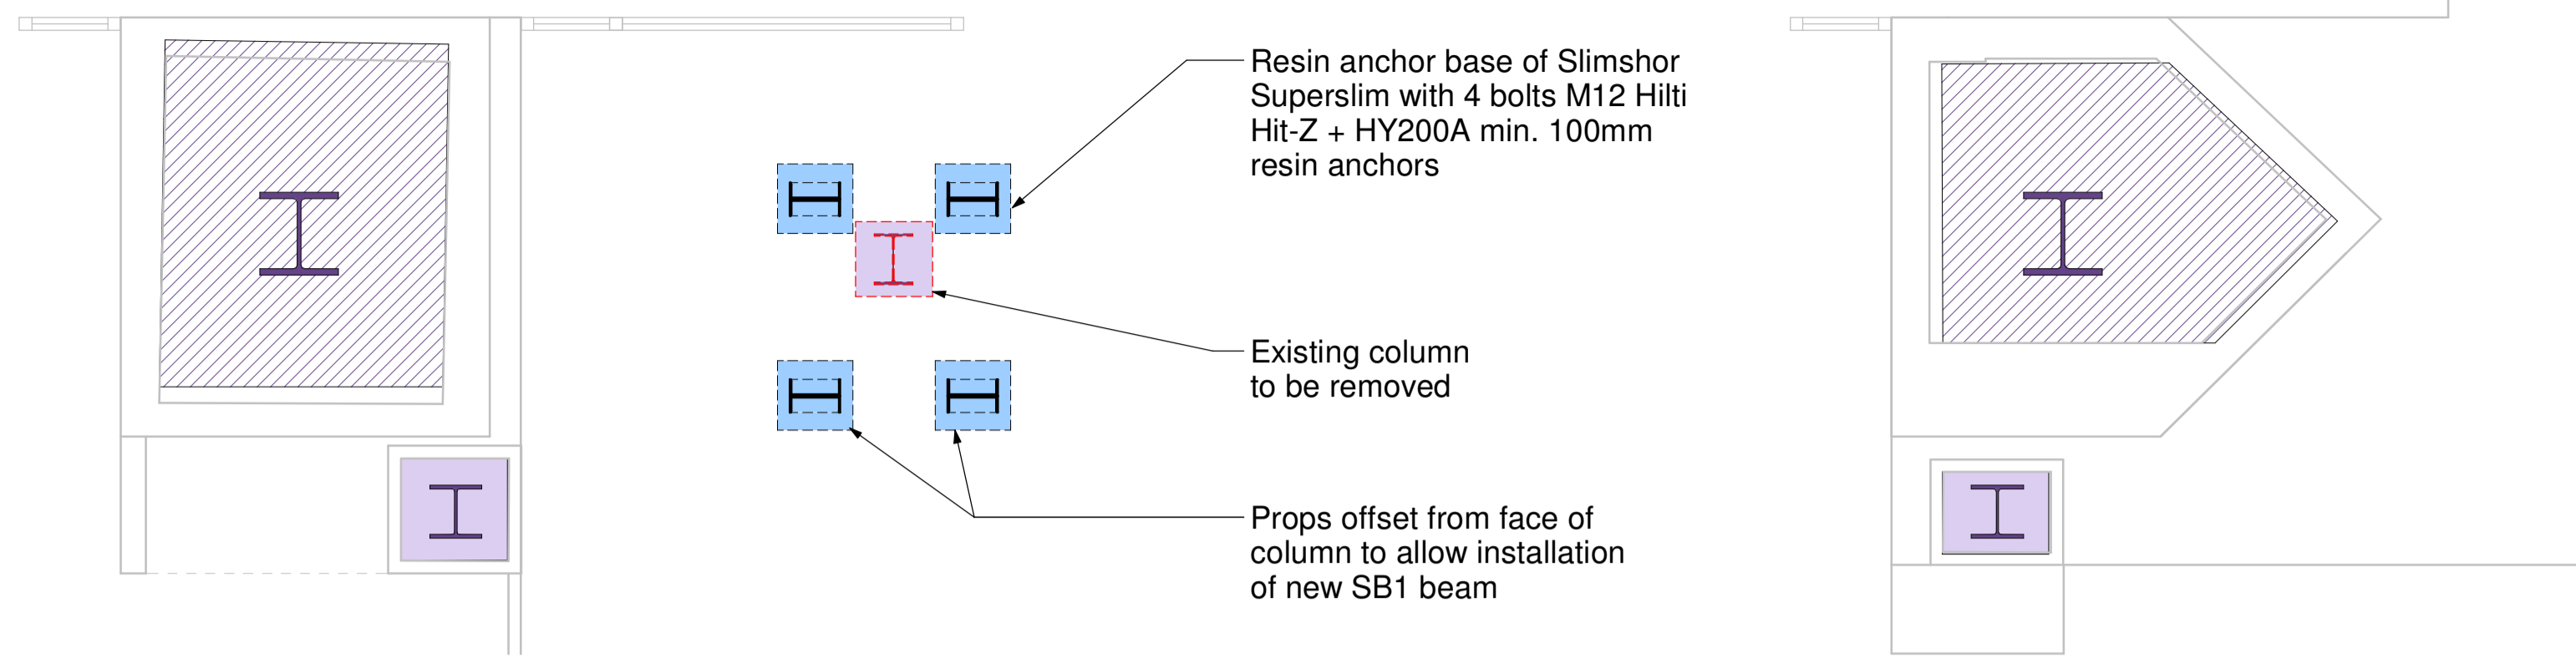 Resin anchor base of Slimshor
Superslim with 4 bolts M12 Hilti
Hit-Z + HY200A min. 100mm
resin anchors
Existing column
to be removed
Props offset from face of
column to allow installation
of new SB1 beam